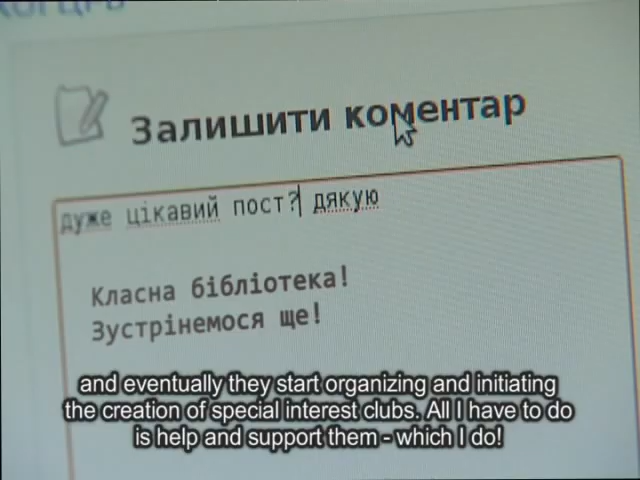 Залишити коментар
дуже цікавий пост? дякую
Класна бібліотека!
Зустрінемося ще!
and eventually they start organizing and initiating
the creation of special interest clubs. All I have to do
is help and support them - which I do!